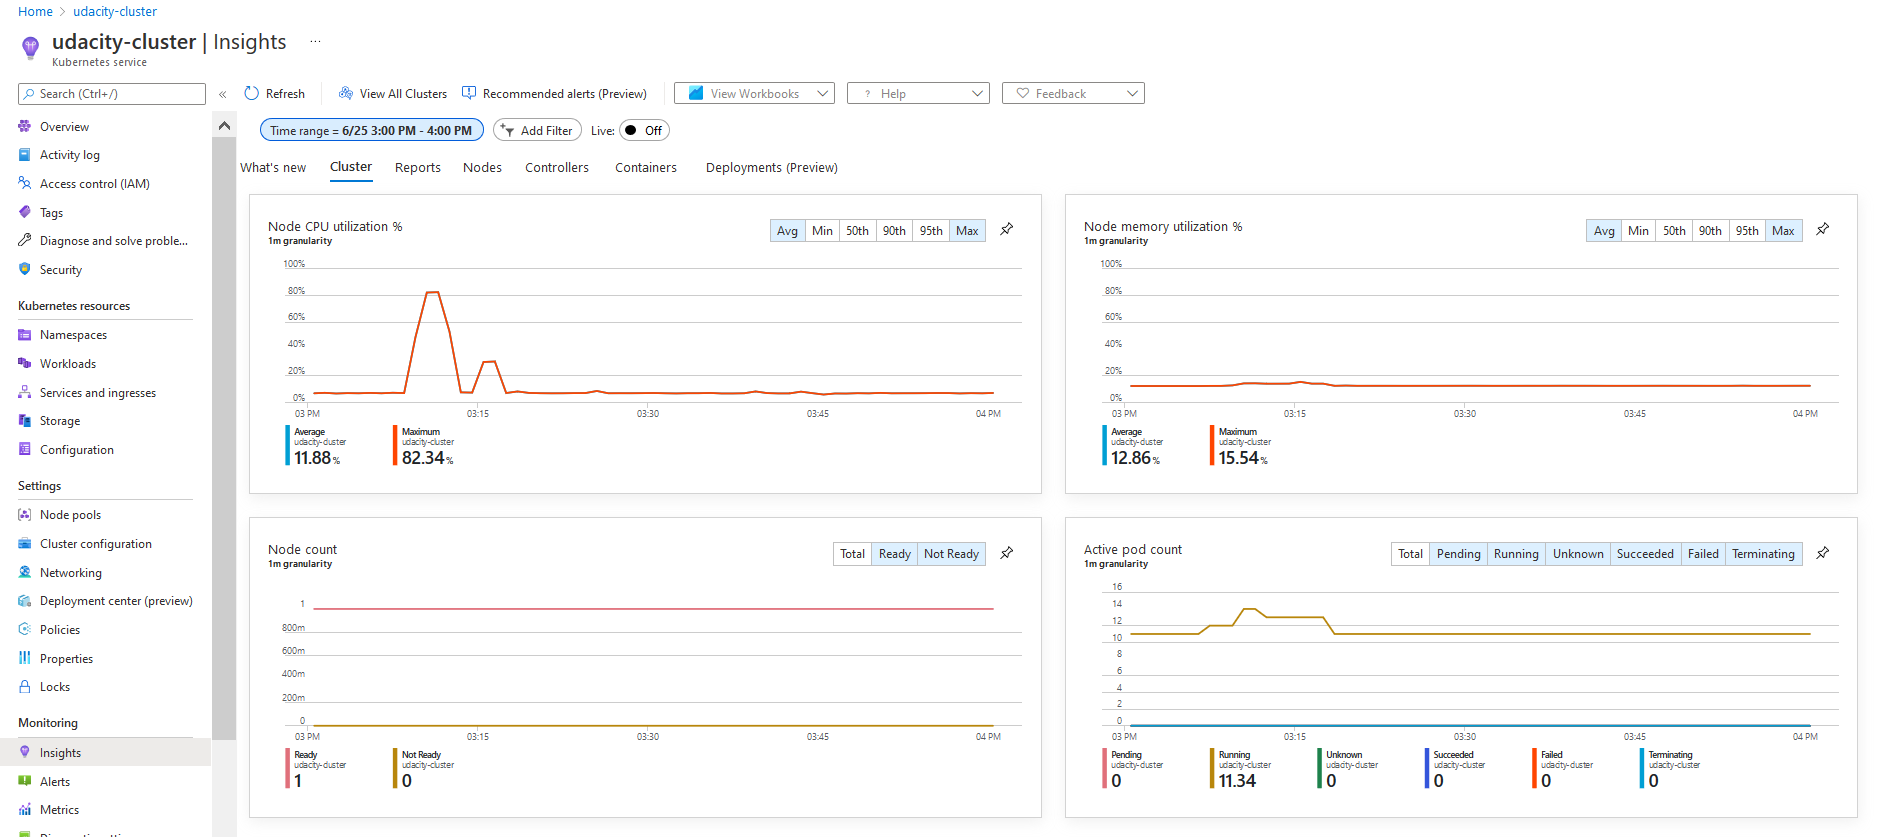 Home > udacity-cluster
udacity-cluster | Insights ...
Kubernetes service
Search (Ctrl+/)
«
Refresh
View All Clusters
Recommended alerts (Preview)
View Workbooks
? Help
Feedback
Time range = 6/25 3:00 PM - 4:00 PM
Add Filter
Live: Off
What's new Cluster Reports Nodes Controllers Containers Deployments (Preview)
Overview
Activity log
Access control (IAM)
Tags
Diagnose and solve proble...
Security
Kubernetes resources
Namespaces
Workloads
Services and ingresses
Storage
Configuration
Settings
Node pools
Cluster configuration
Networking
Deployment center (preview)
Policies
Properties
Locks
Monitoring
Insights
Alerts
Metrics
Node CPU utilization %
1m granularity
Avg Min 50th 90th 95th Max
100%
80%
60%
40%
20%
0%
03 PM 03:15 03:30 03:45 04 PM
Average
udacity-cluster
11.88 %
Maximum
udacity-cluster
82.34 %
Node memory utilization %
1m granularity
Avg Min 50th 90th 95th Max
100%
80%
60%
40%
20%
0%
03 PM 03:15 03:30 03:45 04 PM
Average
udacity-cluster
12.86 %
Maximum
udacity-cluster
15.54 %
Node count
1m granularity
Total Ready Not Ready
1
800m
600m
400m
200m
0
03 PM 03:15 03:30 03:45 04 PM
Ready
udacity-cluster
1
Not Ready
udacity-cluster
0
Active pod count
1m granularity
Total Pending Running Unknown Succeeded Failed Terminating
16
14
12
10
8
6
4
2
0
03 PM 03:15 03:30 03:45 04 PM
Pending
udacity-cluster
0
Running
udacity-cluster
11.34
Unknown
udacity-cluster
0
Succeeded
udacity-cluster
0
Failed
udacity-cluster
0
Terminating
udacity-cluster
0